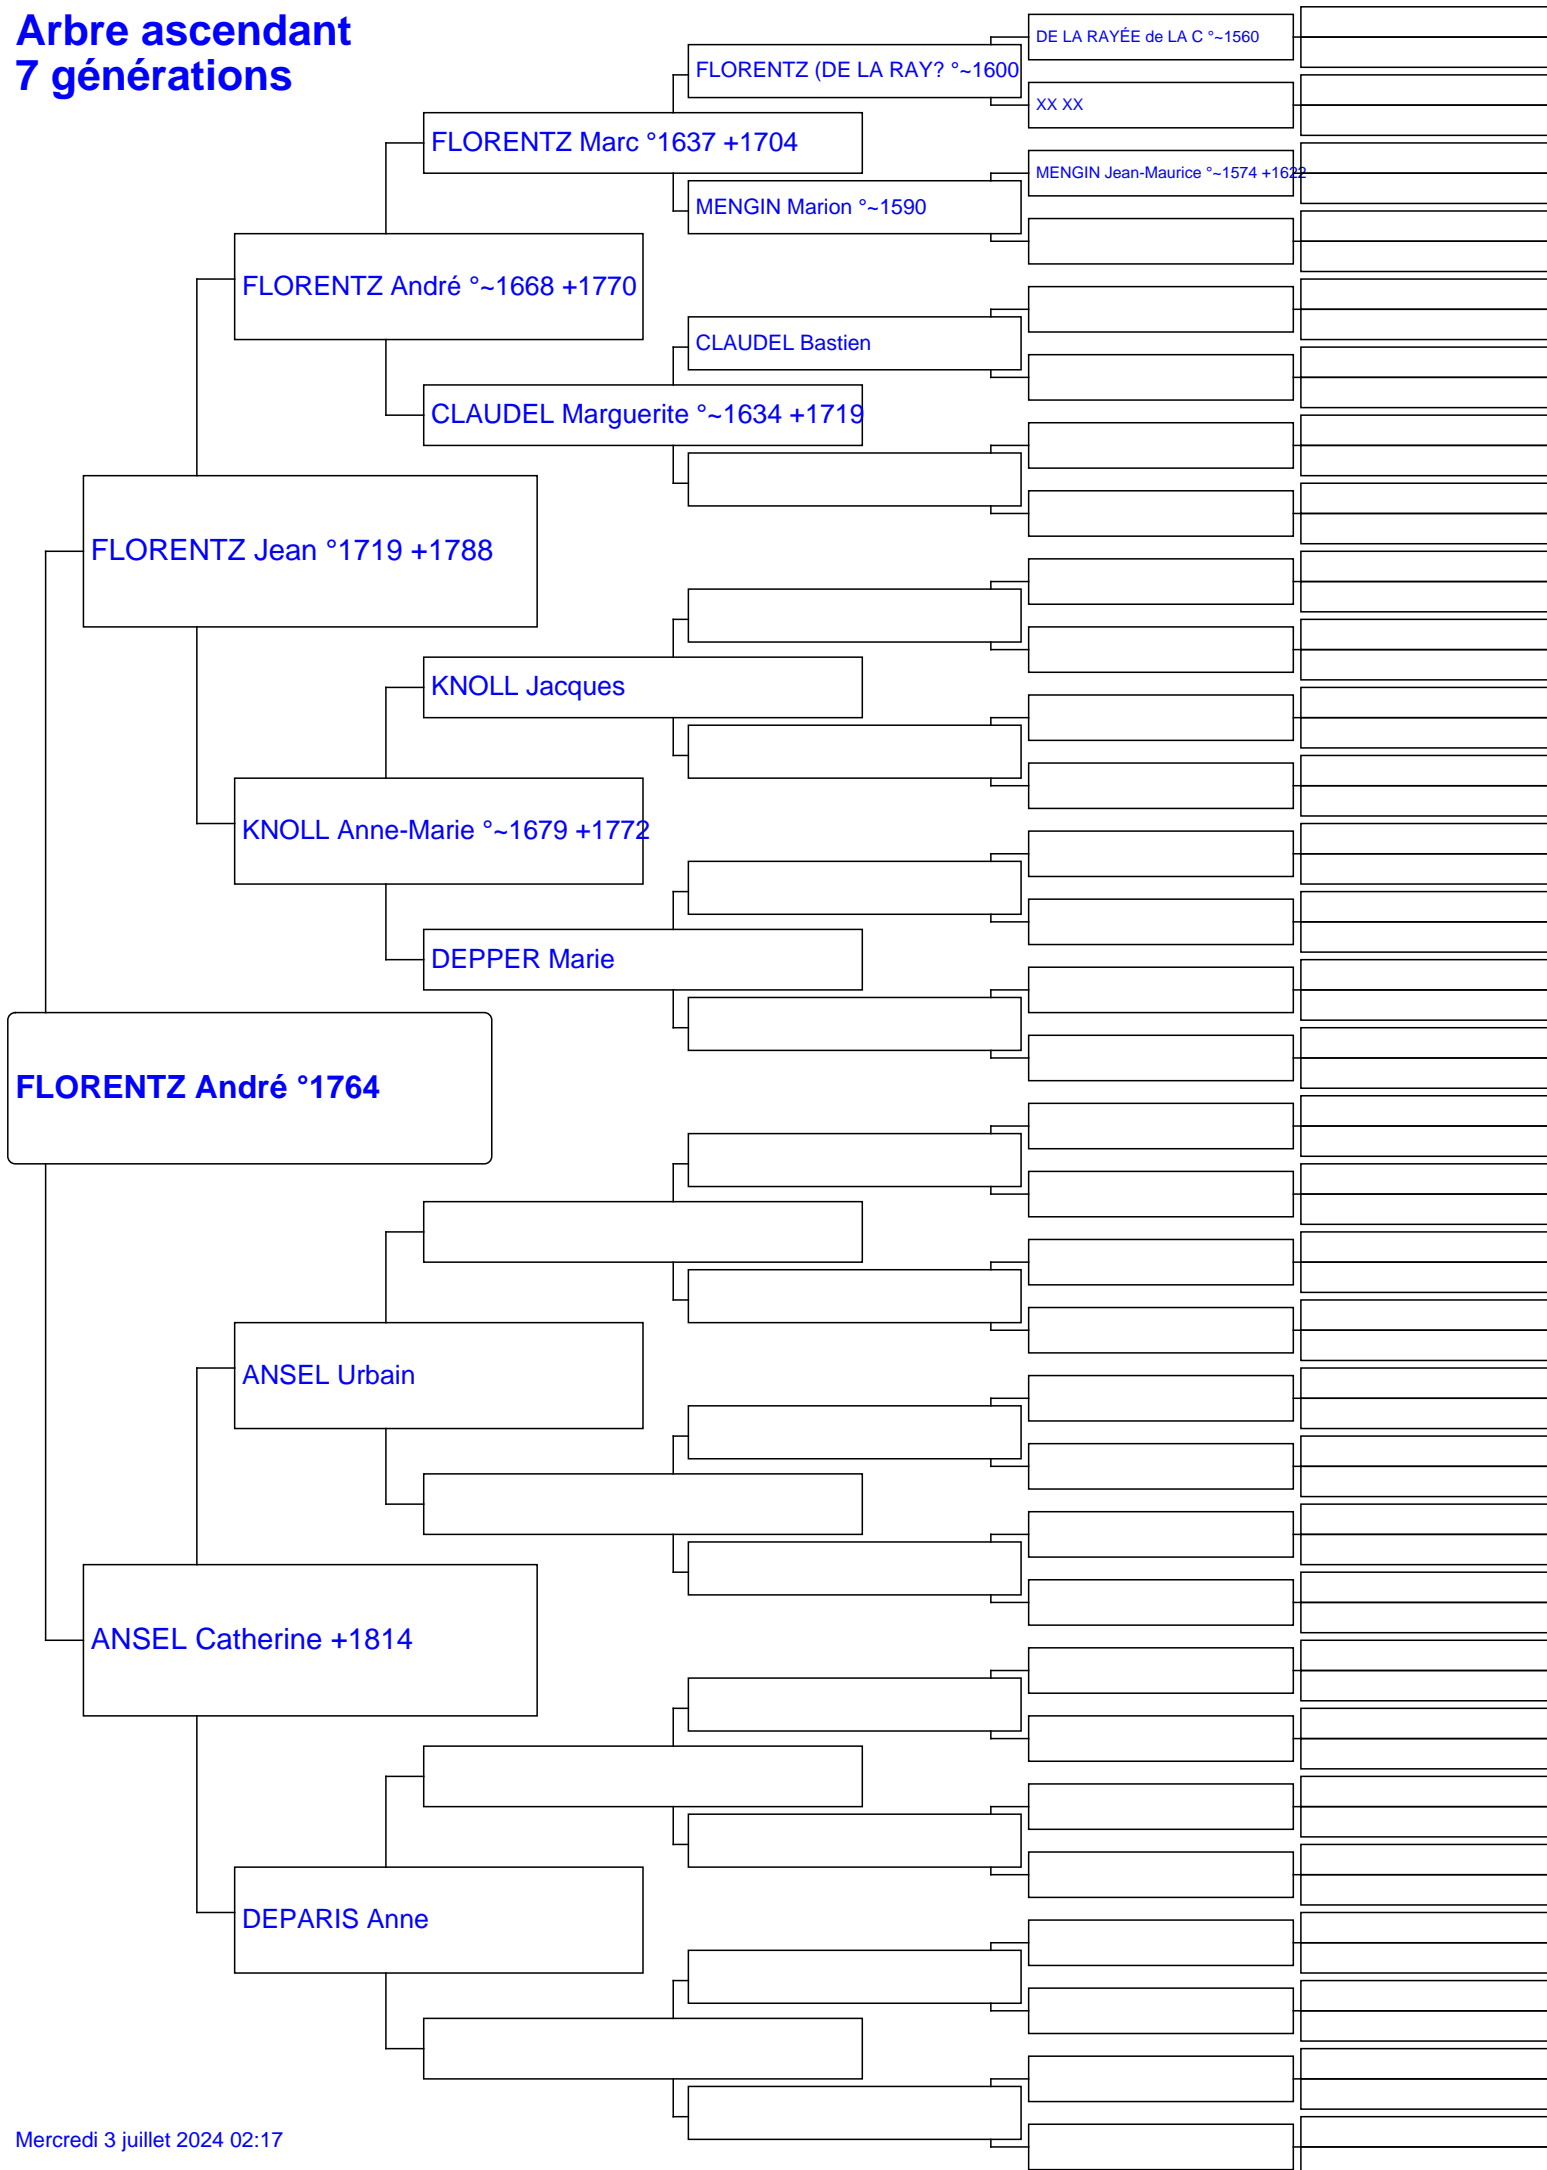 Arbre ascendant
7 générations
DE LA RAYÉE de LA C °~1560
FLORENTZ (DE LA RAY? °~1600
XX XX
FLORENTZ Marc °1637 +1704
MENGIN Jean-Maurice °~1574 +1622
MENGIN Marion °~1590
FLORENTZ André °~1668 +1770
CLAUDEL Bastien
CLAUDEL Marguerite °~1634 +1719
FLORENTZ Jean °1719 +1788
KNOLL Jacques
KNOLL Anne-Marie °~1679 +1772
DEPPER Marie
FLORENTZ André °1764
ANSEL Urbain
ANSEL Catherine +1814
DEPARIS Anne
Mercredi 3 juillet 2024 02:17